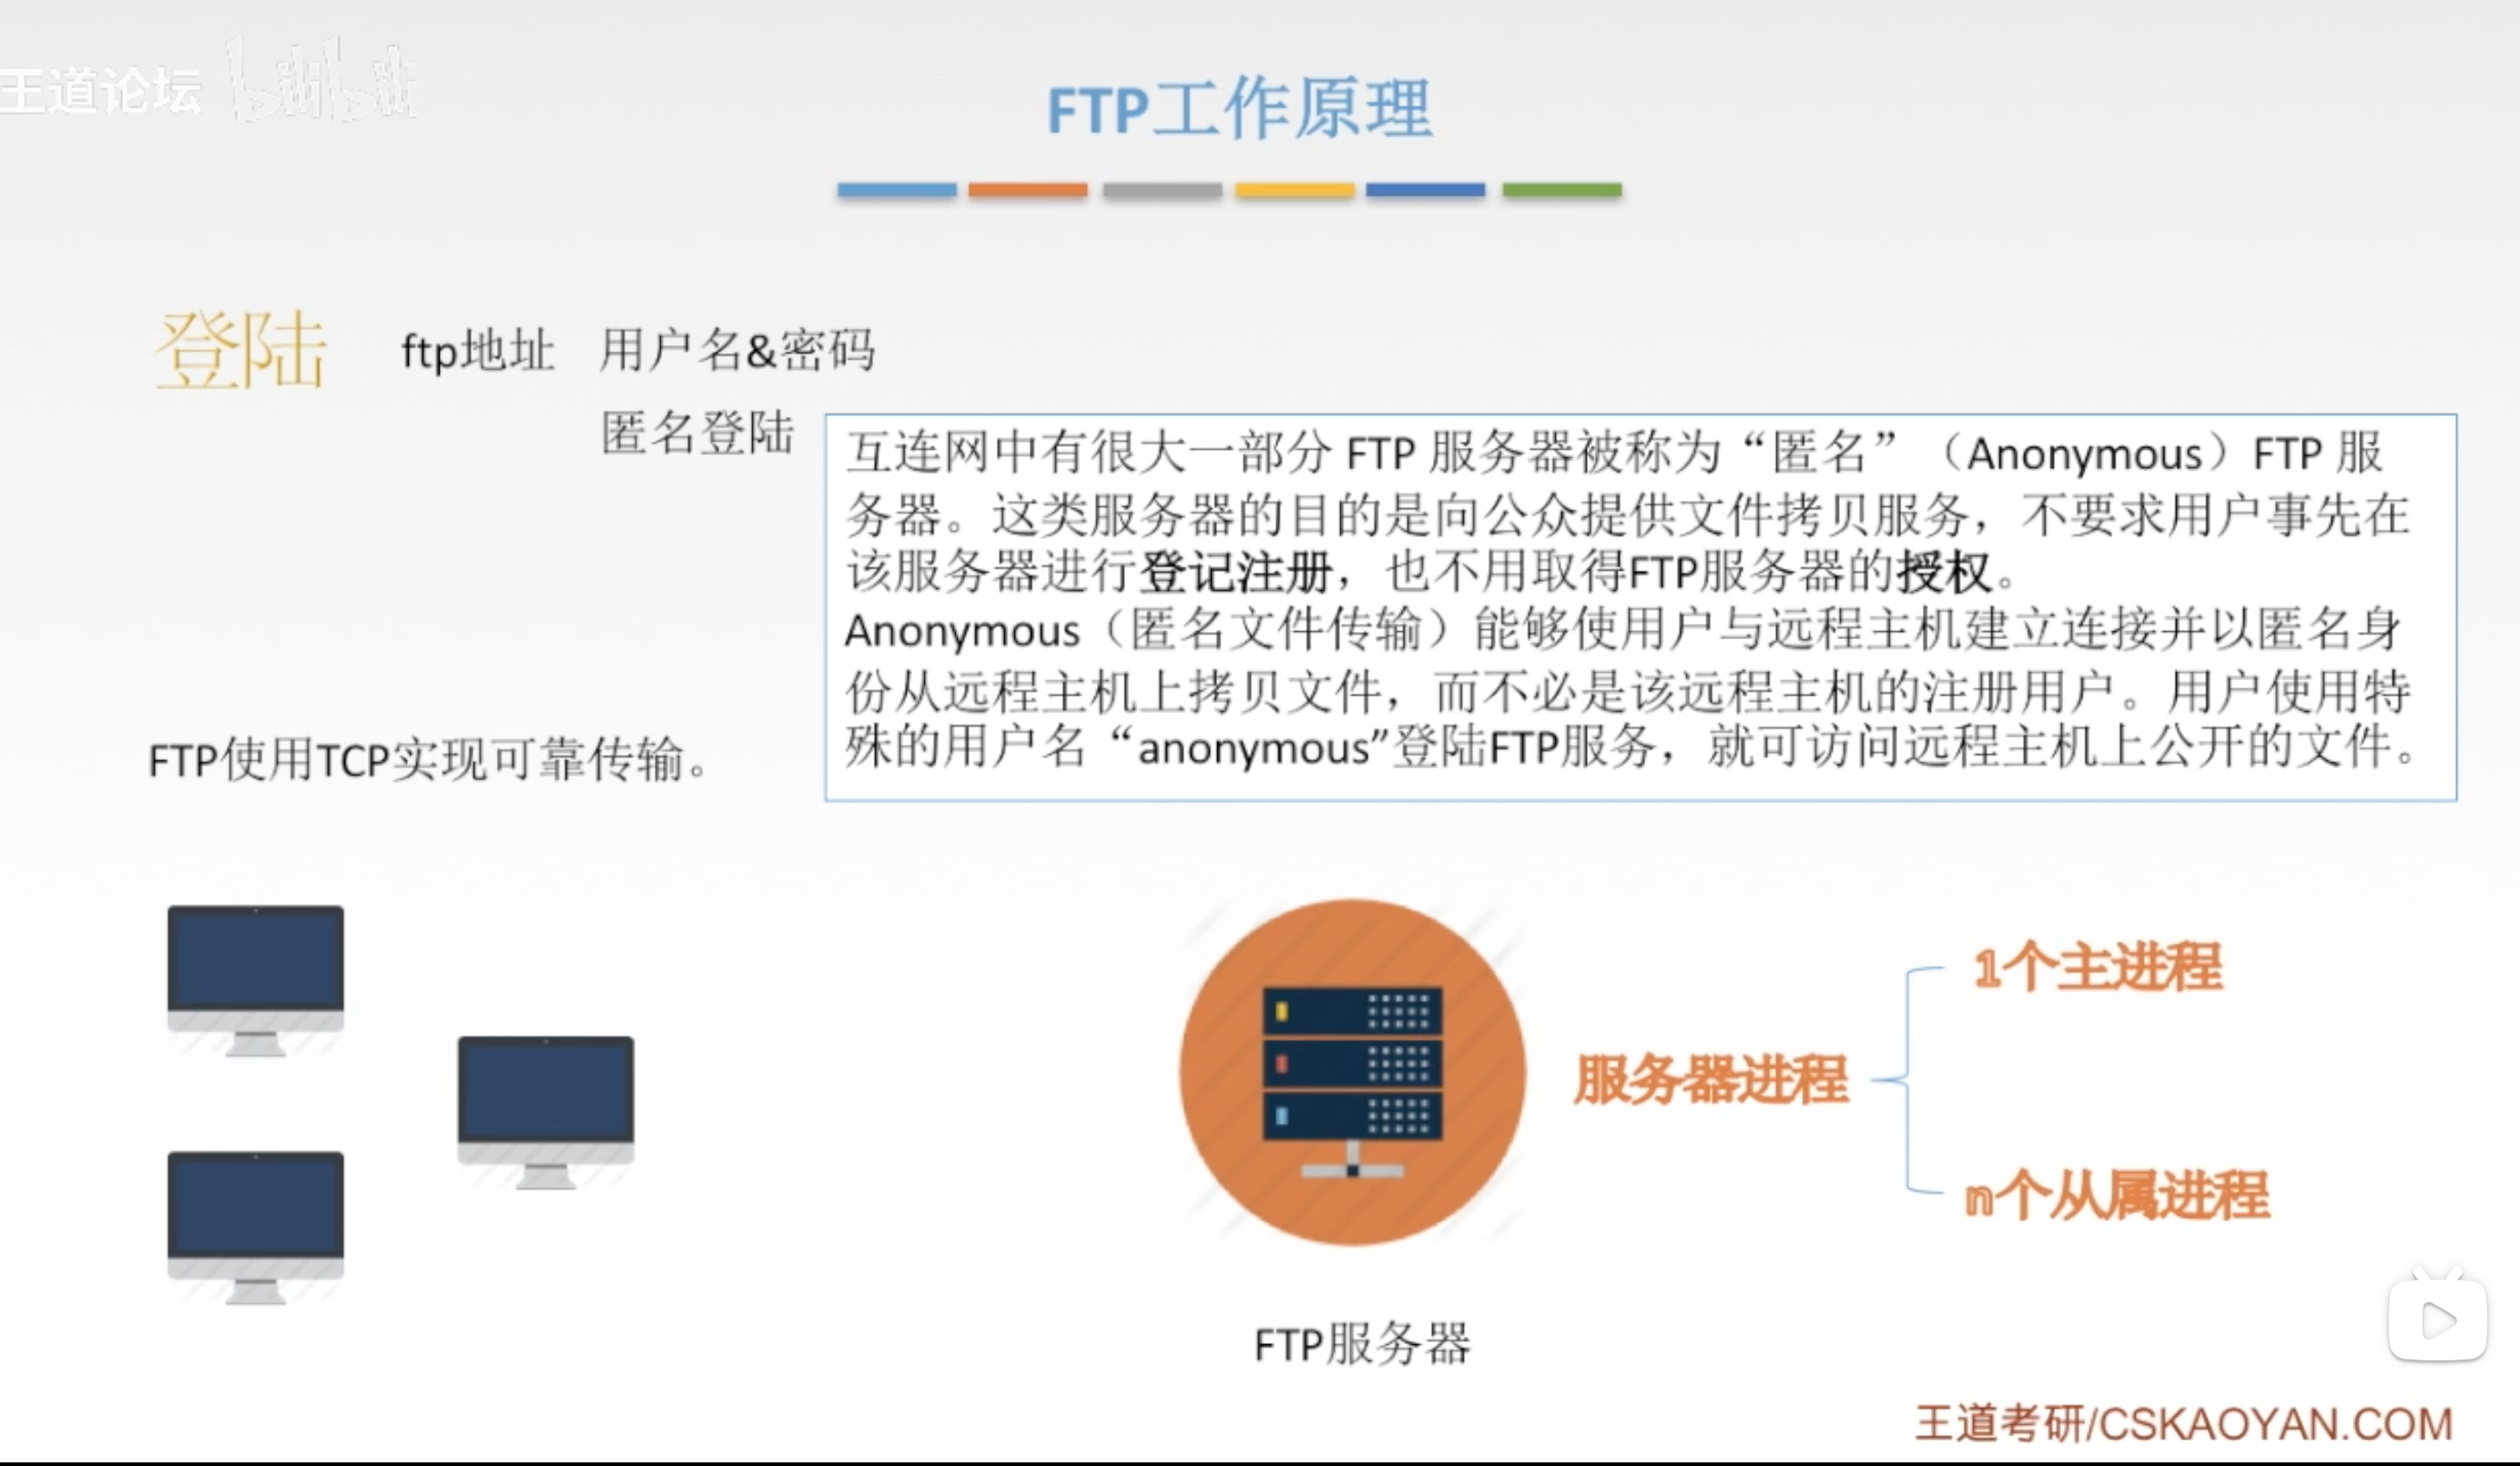 王道论坛 bilibili
FTP工作原理
登陆 ftp地址 用户名&密码
匿名登陆
互连网中有很大一部分 FTP 服务器被称为“匿名”（Anonymous）FTP 服
务器。这类服务器的目的是向公众提供文件拷贝服务，不要求用户事先在
该服务器进行登记注册，也不用取得FTP服务器的授权。
Anonymous（匿名文件传输）能够使用户与远程主机建立连接并以匿名身
份从远程主机上拷贝文件，而不必是该远程主机的注册用户。用户使用特
殊的用户名“anonymous”登陆FTP服务，就可访问远程主机上公开的文件。
FTP使用TCP实现可靠传输。
1个主进程
服务器进程
n个从属进程
FTP服务器
王道考研/CSKAOYAN.COM